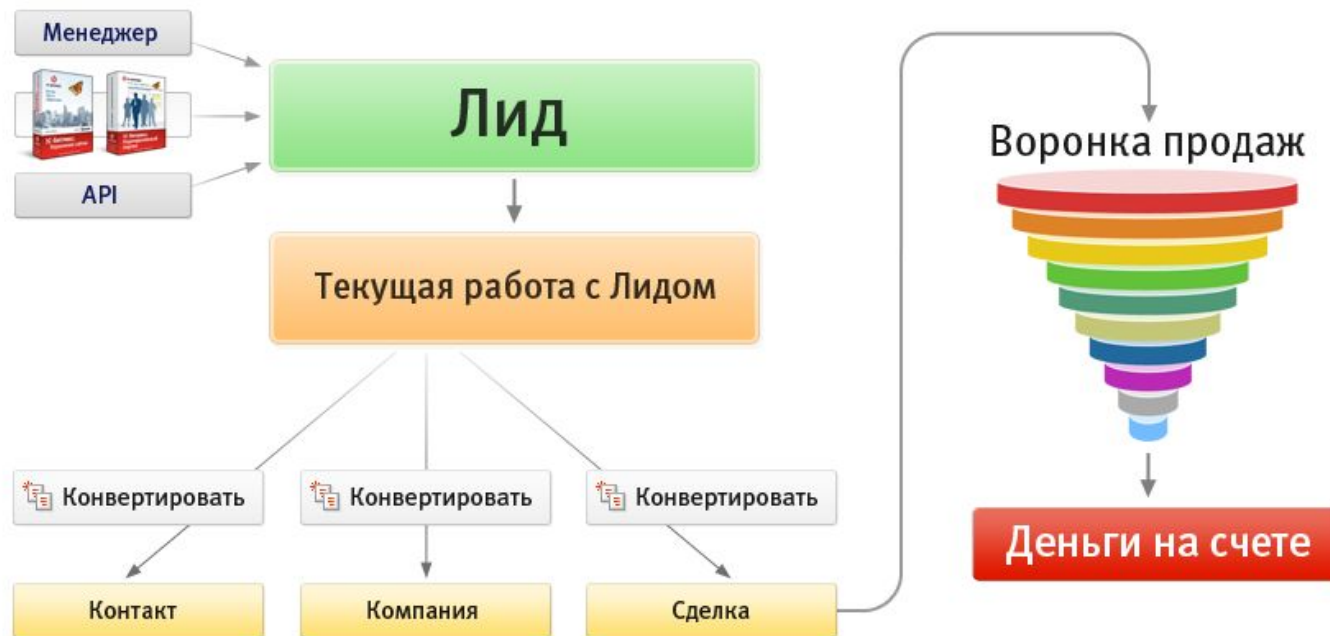 Менеджер
API
Лид
Текущая работа с Лидом
Конвертировать
Конвертировать
Конвертировать
Контакт
Компания
Сделка
Воронка продаж
Деньги на счете